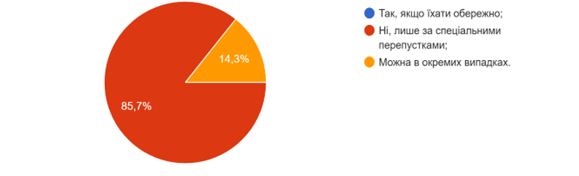 Так, якщо їхати обережно;
Ні, лише за спеціальними
перепустками;
Можна в окремих випадках.
14,3%
85,7%